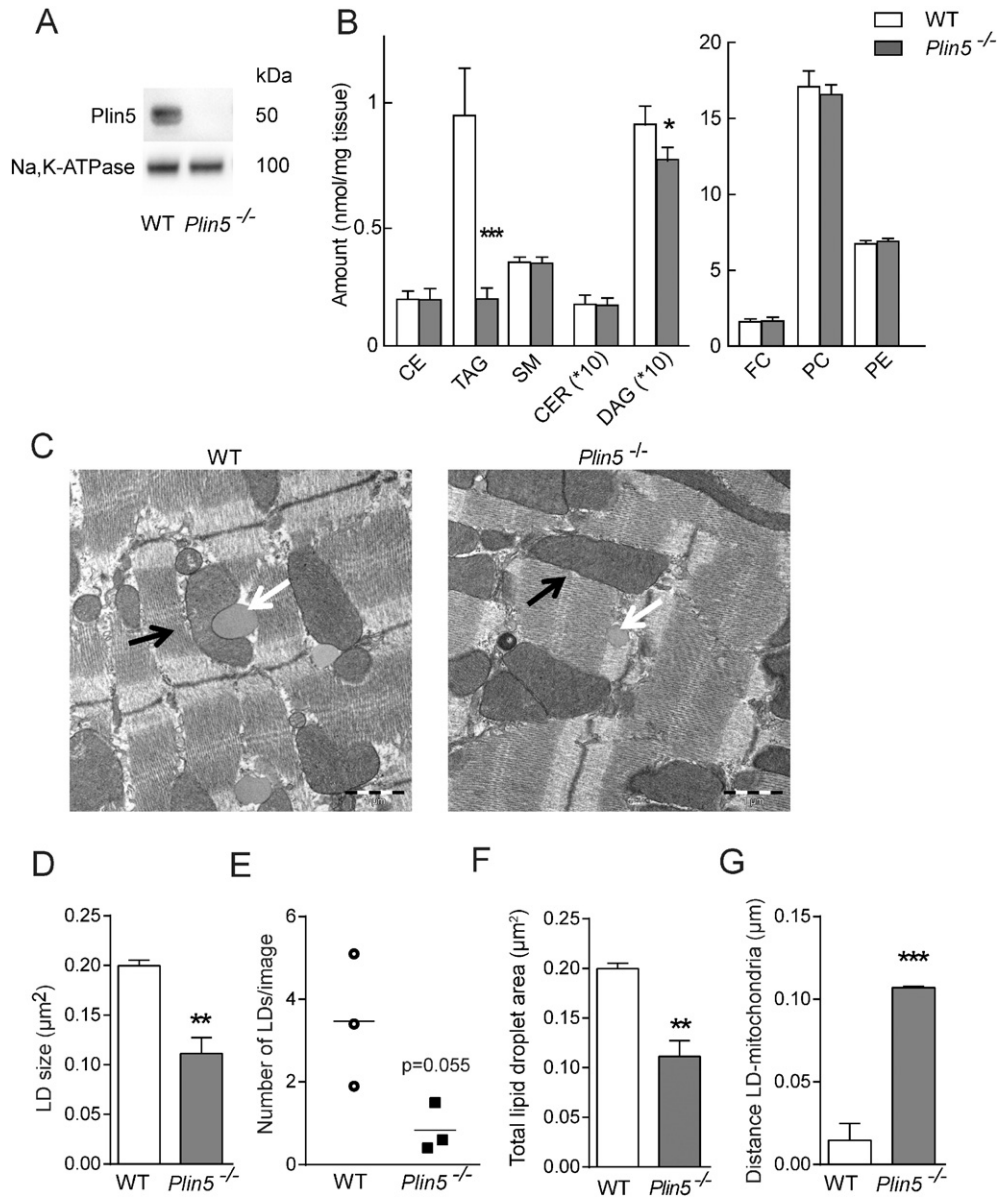 A
kDa
Plin5
50
Na,K-ATPase
100
WT Plin5 -/-
B
WT
Plin5 -/-
Amount (nmol/mg tissue)
1
0.5
0
***
*
CE
TAG
SM
CER (*10)
DAG (*10)
20
15
10
5
0
FC
PC
PE
C
WT
Plin5 -/-
D
LD size (µm2)
0.25
0.20
0.15
0.10
0.05
0.00
**
WT Plin5 -/-
E
Number of LDs/image
6
4
2
0
p=0.055
WT Plin5 -/-
F
Total lipid droplet area (µm2)
0.25
0.20
0.15
0.10
0.05
0.00
**
WT Plin5 -/-
G
Distance LD-mitochondria (µm)
0.15
0.10
0.05
0.00
***
WT Plin5 -/-